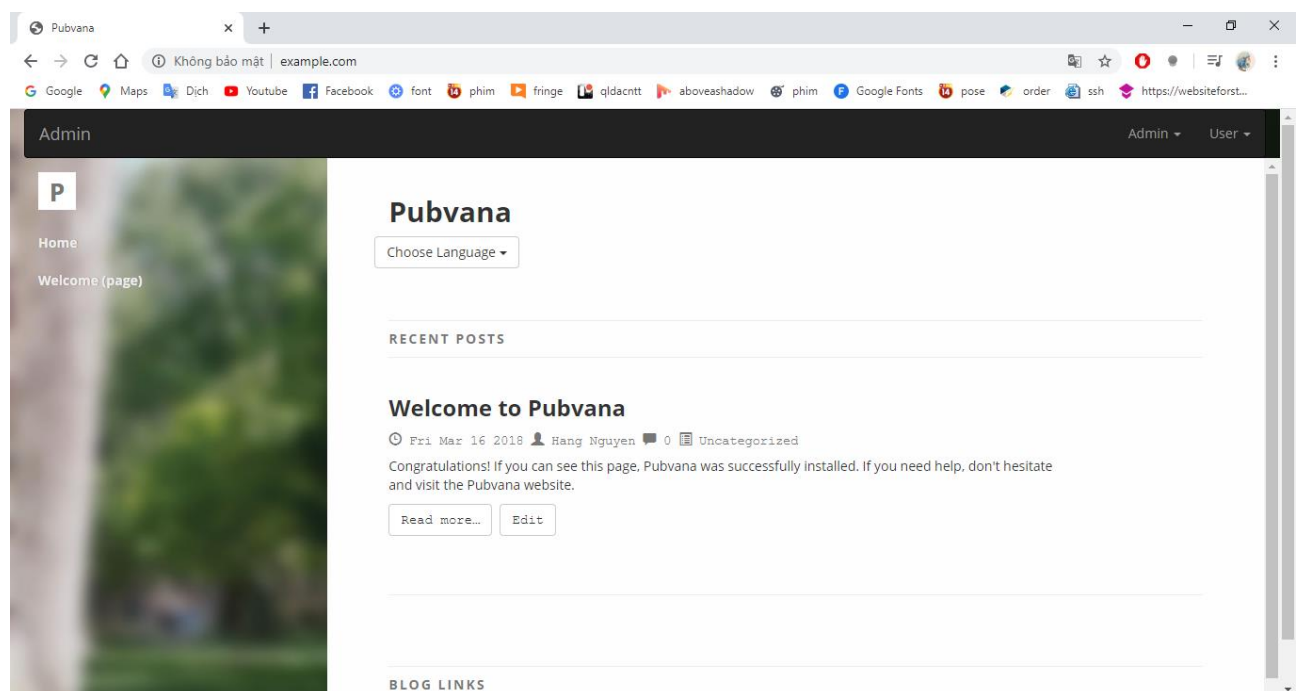 Pubvana
Không bảo mật | example.com
Google Maps Dịch Youtube Facebook font phim fringe qldacntt aboveashadow phim Google Fonts pose order ssh https://websiteforst...
Admin Admin User
P
Home
Welcome (page)
Pubvana
Choose Language
RECENT POSTS
Welcome to Pubvana
Fri Mar 16 2018 Hang Nguyen 0 Uncategorized
Congratulations! If you can see this page, Pubvana was successfully installed. If you need help, don't hesitate
and visit the Pubvana website.
Read more… Edit
BLOG LINKS